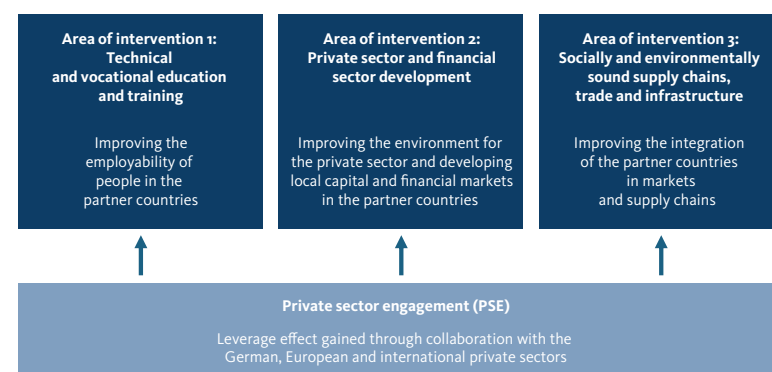 Area of intervention 1:
Technical
and vocational education
and training
Improving the
employability of
people in the
partner countries
Area of intervention 2:
Private sector and financial
sector development
Improving the environment for
the private sector and developing
local capital and financial markets
in the partner countries
Area of intervention 3:
Socially and environmentally
sound supply chains,
trade and infrastructure
Improving the integration
of the partner countries
in markets
and supply chains
Private sector engagement (PSE)
Leverage effect gained through collaboration with the
German, European and international private sectors